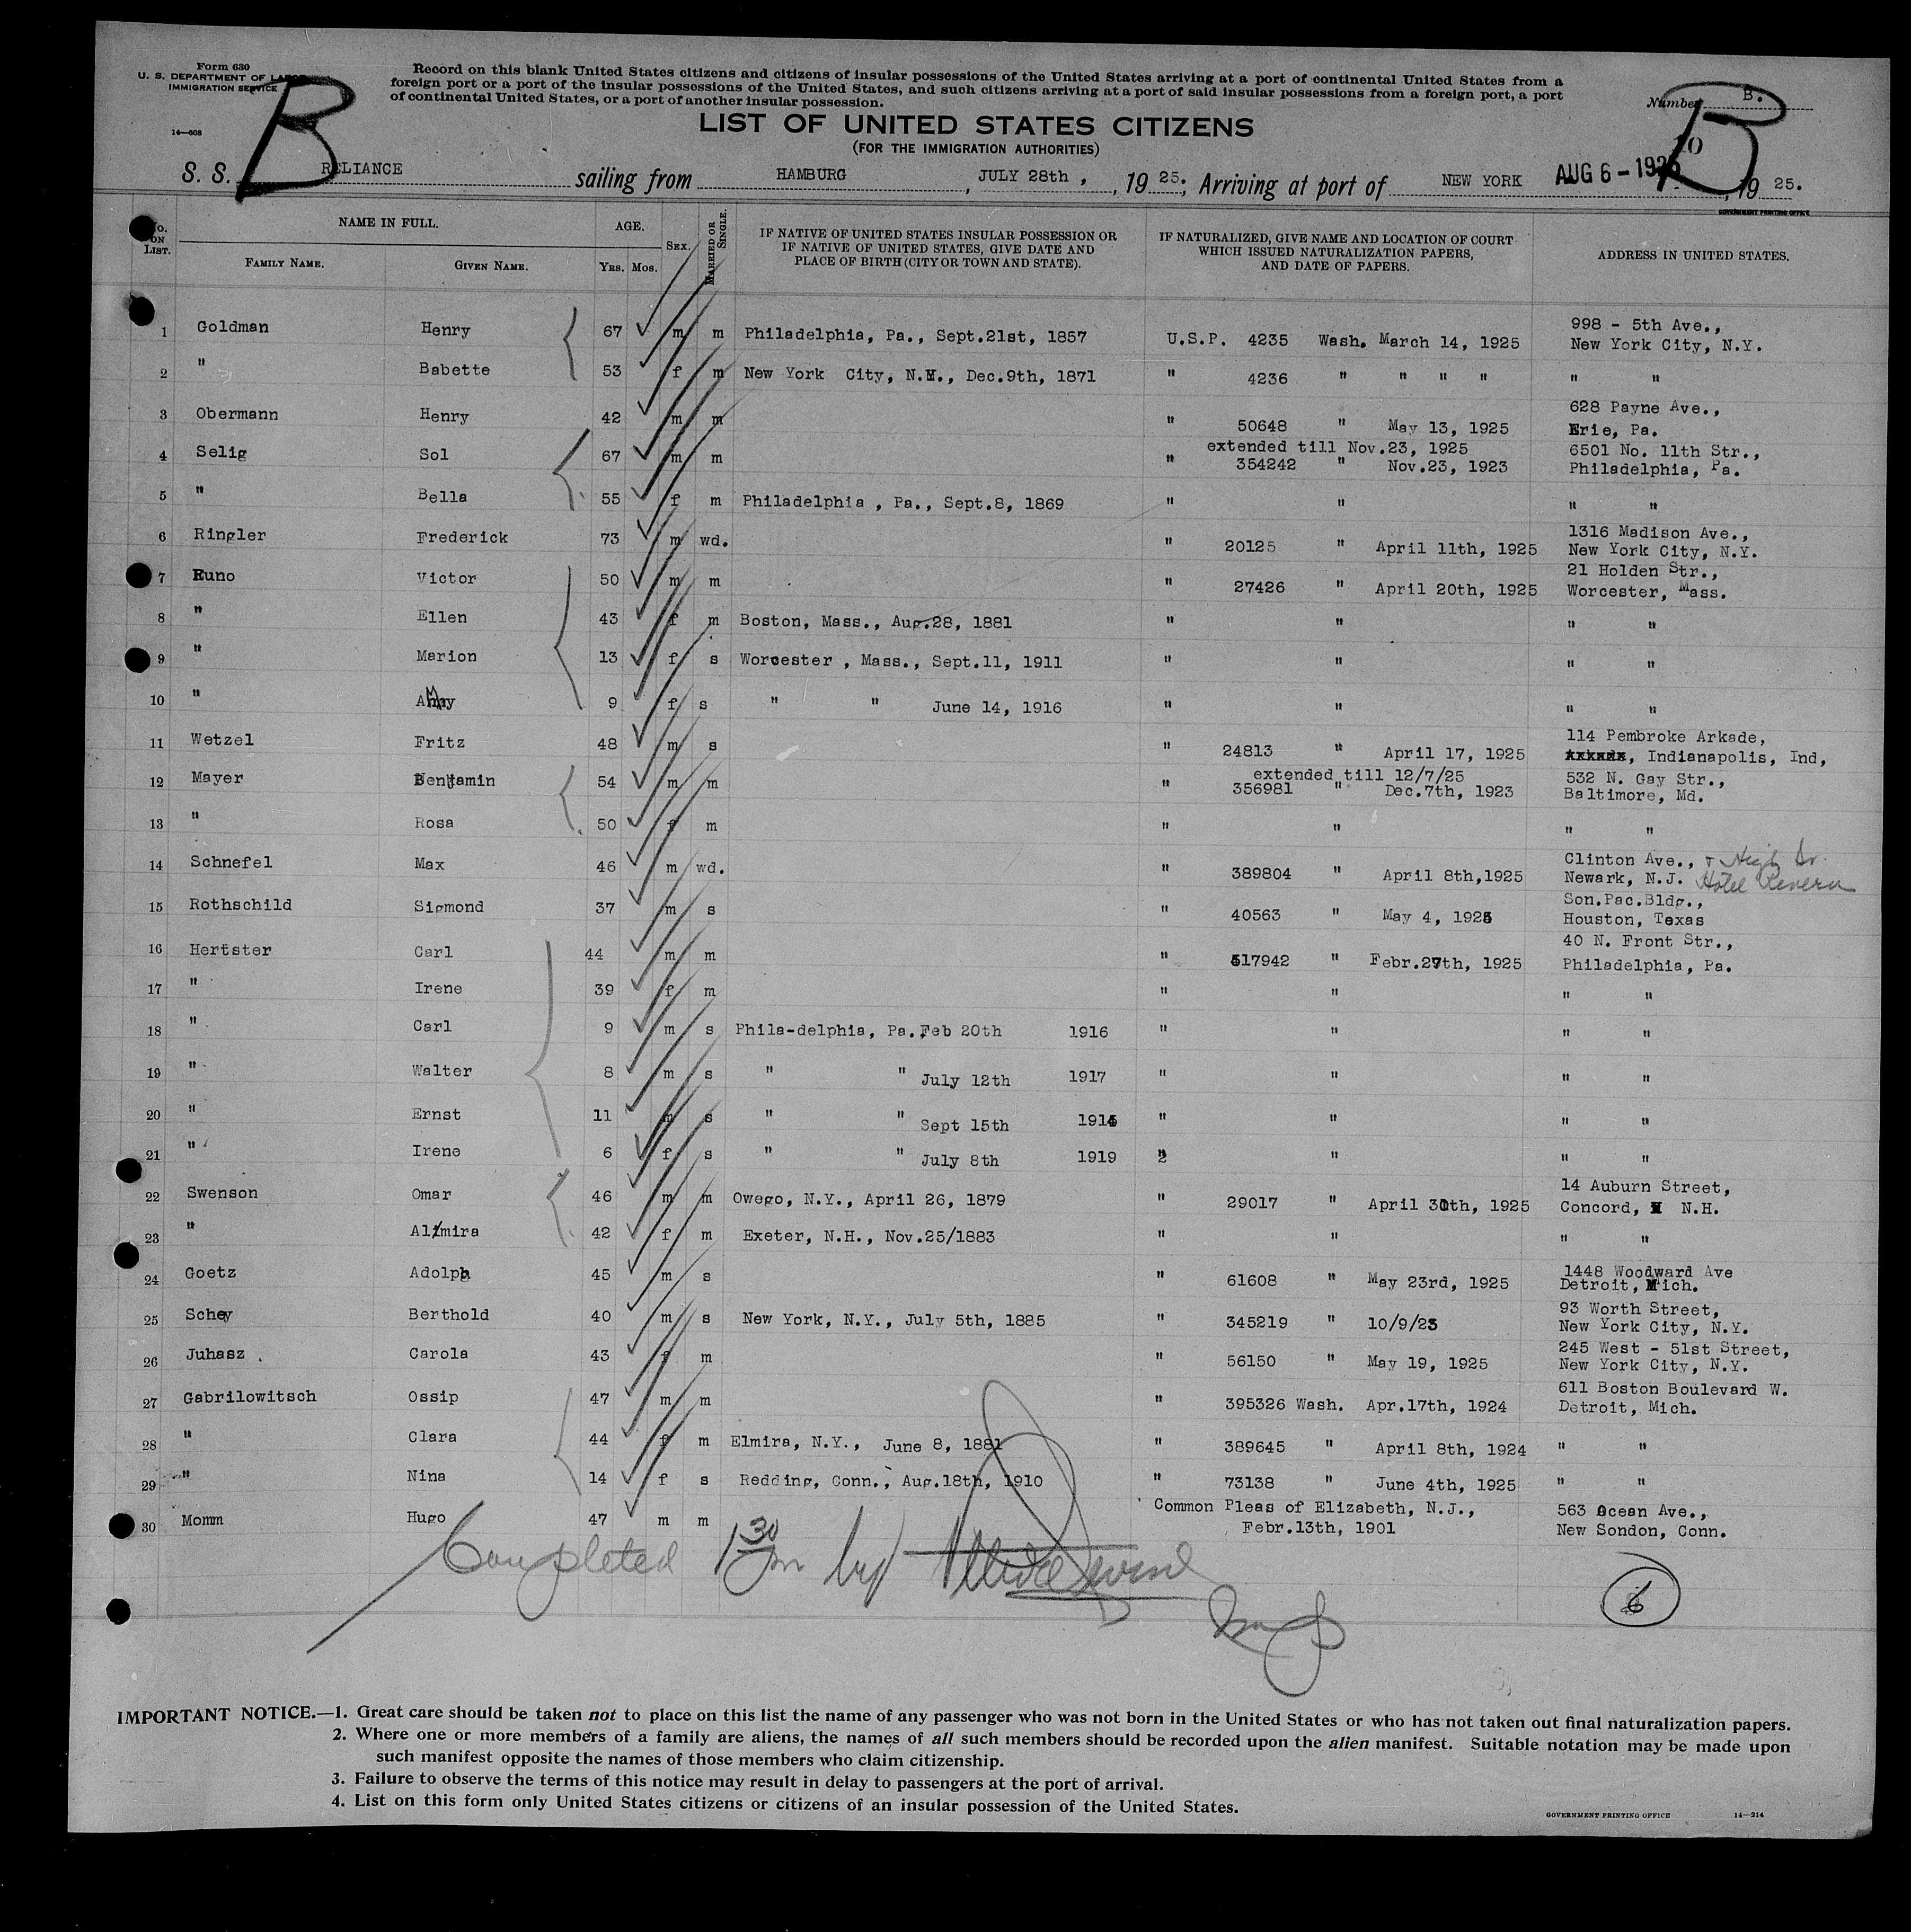 Form 630
U. S. DEPARTMENT OF LABOR
IMMIGRATION SERVICE
14—608
B
Record on this blank United States citizens and citizens of insular possessions of the United States arriving at a port of continental United States from a
foreign port or a port of the insular possessions of the United States, and such citizens arriving at a port of said insular possessions from a foreign port, a port
of continental United States, or a port of another insular possession.
Number B.
B
LIST OF UNITED STATES CITIZENS
(FOR THE IMMIGRATION AUTHORITIES)
S. S. RELIANCE sailing from HAMBURG, JULY 28th , , 19 25.; Arriving at port of NEW YORK AUG 6 - 1925, 19 25.
GOVERNMENT PRINTING OFFICE
No. ON LIST. NAME IN FULL. FAMILY NAME. GIVEN NAME. AGE. YRS. MOS. SEX. MARRIED OR SINGLE. IF NATIVE OF UNITED STATES INSULAR POSSESSION OR IF NATIVE OF UNITED STATES, GIVE DATE AND PLACE OF BIRTH (CITY OR TOWN AND STATE). IF NATURALIZED, GIVE NAME AND LOCATION OF COURT WHICH ISSUED NATURALIZATION PAPERS, AND DATE OF PAPERS. ADDRESS IN UNITED STATES.
1 Goldman Henry 67 m m Philadelphia, Pa., Sept.21st, 1857 U.S.P. 4235 Wash. March 14, 1925 998 - 5th Ave., New York City, N.Y.
2 " Babette 53 f m New York City, N.Y., Dec.9th, 1871 " 4236 " " " " " "
3 Obermann Henry 42 m m " 50648 " May 13, 1925 628 Payne Ave., Erie, Pa.
4 Selig Sol 67 m m extended till Nov.23, 1925 " 354242 " Nov.23, 1923 6501 No. 11th Str., Philadelphia, Pa.
5 " Bella 55 f m Philadelphia , Pa., Sept.8, 1869 " " " "
6 Ringler Frederick 73 m wd. " 20125 " April 11th, 1925 1316 Madison Ave., New York City, N.Y.
7 Kuno Victor 50 m m " 27426 " April 20th, 1925 21 Holden Str., Worcester, Mass.
8 " Ellen 43 f m Boston, Mass., Aug.28, 1881 " " " "
9 " Marion 13 f s Worcester , Mass., Sept.11, 1911 " " " "
10 " Amy 9 f s " " June 14, 1916 " " " "
11 Wetzel Fritz 48 m s " 24813 " April 17, 1925 114 Pembroke Arkade, , Indianapolis, Ind,
12 Mayer Benjamin 54 m m extended till 12/7/25 " 356981 " Dec.7th, 1923 532 N. Gay Str., Baltimore, Md.
13 " Rosa 50 f m " " " "
14 Schnefel Max 46 m wd. " 389804 " April 8th,1925 Clinton Ave., + High St. Newark, N.J. Hotel Rivera
15 Rothschild Sigmond 37 m s " 40563 " May 4, 1925 Son.Pac.Bldg., Houston, Texas
16 Hertster Carl 44 m m " 517942 " Febr.27th, 1925 40 N. Front Str., Philadelphia, Pa.
17 " Irene 39 f m " " " "
18 " Carl 9 m s Phila-delphia, Pa.,Feb 20th 1916 " " " "
19 " Walter 8 m s " " July 12th 1917 " " " "
20 " Ernst 11 m s " " Sept 15th 1914 " " " "
21 " Irene 6 f s " " July 8th 1919 " " " "
22 Swenson Omar 46 m m Owego, N.Y., April 26, 1879 " 29017 " April 30th, 1925 14 Auburn Street, Concord, N.H.
23 " Almira 42 f m Exeter, N.H., Nov.25/1883 " " " "
24 Goetz Adolph 45 m s " 61608 " May 23rd, 1925 1448 Woodward Ave Detroit, Mich.
25 Schey Berthold 40 m s New York, N.Y., July 5th, 1885 " 345219 " 10/9/23 93 Worth Street, New York City, N.Y.
26 Juhasz Carola 43 f m " 56150 " May 19, 1925 245 West - 51st Street, New York City, N.Y.
27 Gabrilowitsch Ossip 47 m m " 395326 Wash. Apr.17th, 1924 611 Boston Boulevard W. Detroit, Mich.
28 " Clara 44 f m Elmira, N.Y., June 8, 1881 " 389645 " April 8th, 1924 " "
29 " Nina 14 f s Redding, Conn., Aug.18th, 1910 " 73138 " June 4th, 1925 " "
30 Momm Hugo 47 m m Common Pleas of Elizabeth, N.J., Febr.13th, 1901 563 Ocean Ave., New Sondon, Conn.
Completed 1 30 Pm by
6
IMPORTANT NOTICE.—1. Great care should be taken not to place on this list the name of any passenger who was not born in the United States or who has not taken out final naturalization papers.
2. Where one or more members of a family are aliens, the names of all such members should be recorded upon the alien manifest. Suitable notation may be made upon
such manifest opposite the names of those members who claim citizenship.
3. Failure to observe the terms of this notice may result in delay to passengers at the port of arrival.
4. List on this form only United States citizens or citizens of an insular possession of the United States.
GOVERNMENT PRINTING OFFICE 14—214